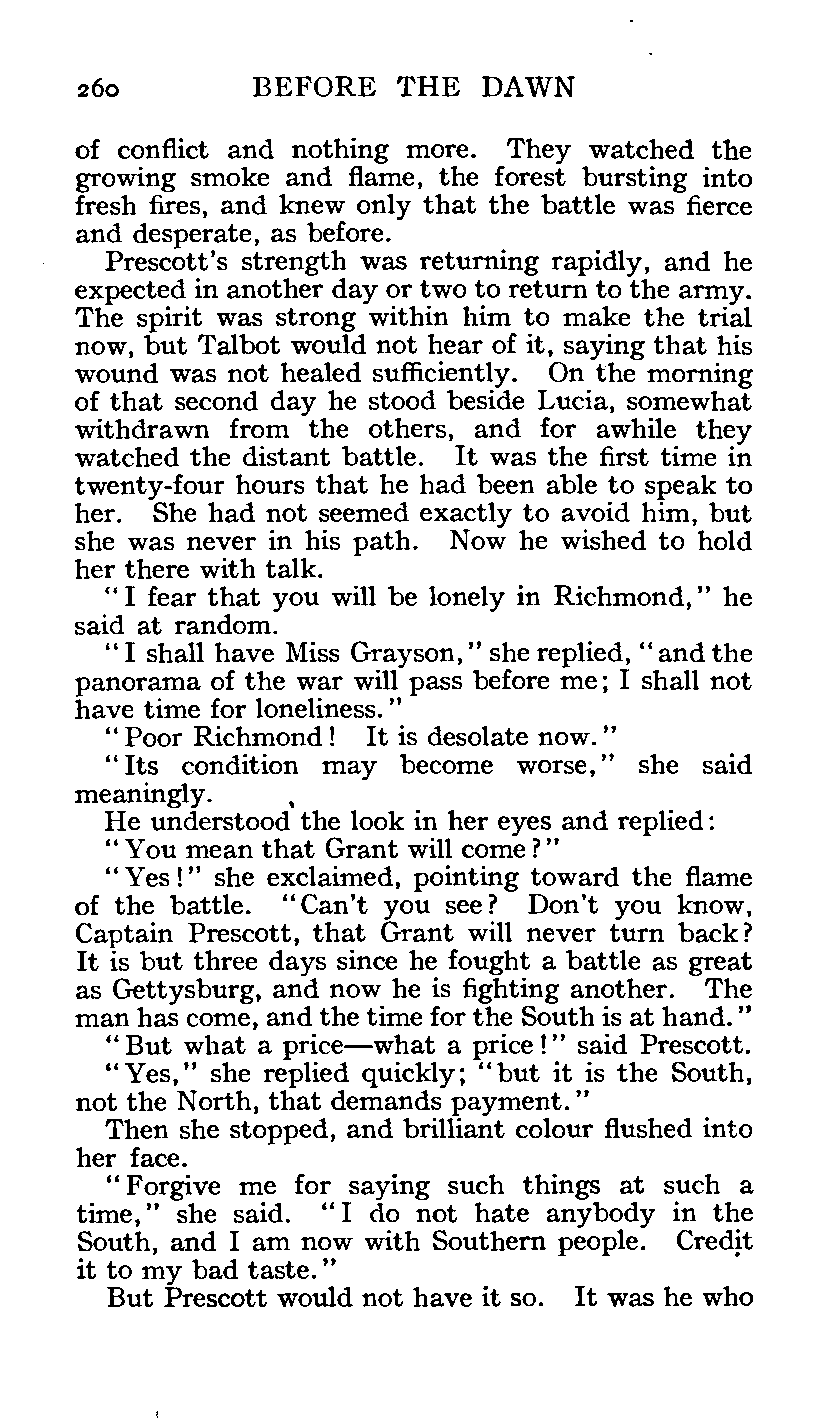 260 BEFORE THE DAWN
of conflict and nothing more. They watched the
growing smoke and flame, the forest bursting into
fresh fires, and knew only that the battle was fierce
and desperate, as before.
Prescott's strength was returning rapidly, and he
expected in another day or two to return to the army.
The spirit was strong within him to make the trial
now, but Talbot would not hear of it, saying that his
wound was not healed sufficiently. On the morning
of that second day he stood beside Lucia, somewhat
withdrawn from the others, and for awhile they
watched the distant battle. It was the first time in
twenty-four hours that he had been able to speak to
her. She had not seemed exactly to avoid him, but
she was never in his path. Now he wished to hold
her there with talk.
"I fear that you will be lonely in Richmond," he
said at random.
"I shall have Miss Grayson," she replied, "and the
panorama of the war will pass before me; I shall not
have time for loneliness."
"Poor Richmond! It is desolate now."
"Its condition may become worse," she said
meaningly.
He understood the look in her eyes and replied:
"You mean that Grant will come?"
"Yes!" she exclaimed, pointing toward the flame
of the battle. "Can't you see? Don't you know,
Captain Prescott, that Grant will never turn back?
It is but three days since he fought a battle as great
as Gettysburg, and now he is fighting another. The
man has come, and the time for the South is at hand."
"But what a price—what a price!" said Prescott.
"Yes," she replied quickly; "but it is the South,
not the North, that demands payment."
Then she stopped, and brilliant colour flushed into
her face.
"Forgive me for saying such things at such a
time," she said. "I do not hate anybody in the
South, and I am now with Southern people. Credit
it to my bad taste."
But Prescott would not have it so. It was he who